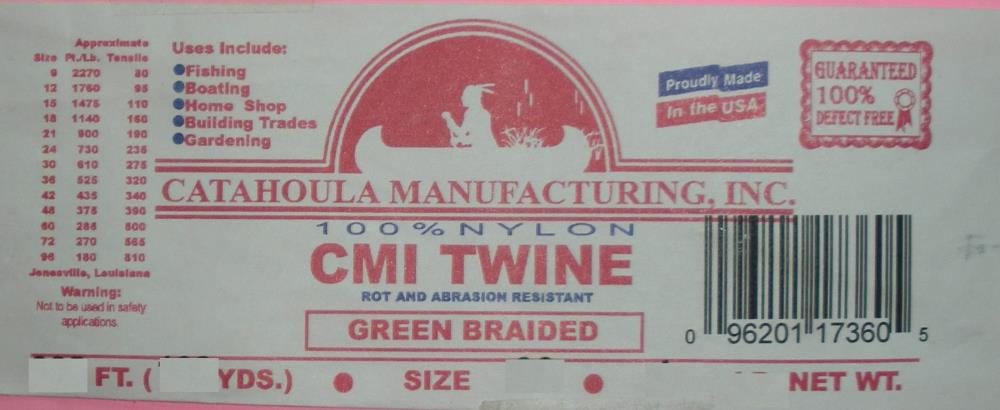 Approximate
Size Pt./Lb. Tensile
9 2270 80
12 1760 95
15 1475 110
18 1140 160
21 900 190
24 730 235
30 610 275
36 525 320
42 435 340
48 375 390
60 285 500
72 270 565
96 180 810
Jonesville, Louisiana
Warning:
Not to be used in safety
applications.
Uses Include:
Fishing
Boating
Home Shop
Building Trades
Gardening
Proudly Made
In the USA
GUARANTEED
100%
DEFECT FREE
CATAHOULA MANUFACTURING, INC.
100% NYLON
CMI TWINE
ROT AND ABRASION RESISTANT
GREEN BRAIDED
0 96201 17360 5
FT. ( YDS.) ● SIZE ● NET WT.